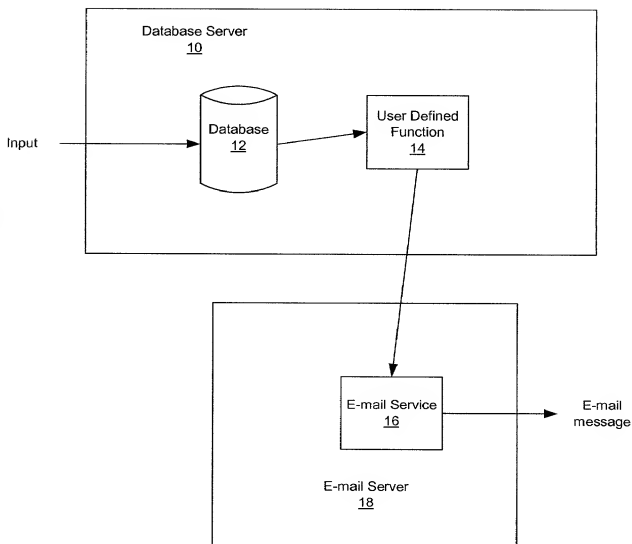 Database Server
10
Input
Database
12
User Defined
Function
14
E-mail Service
16
E-mail
message
E-mail Server
18